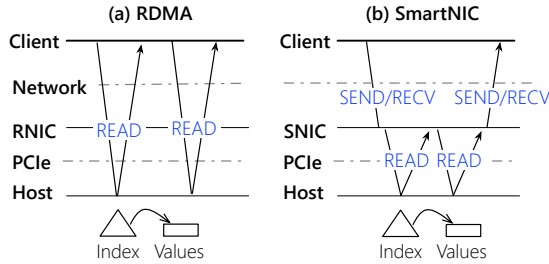 (a) RDMA
Client
Network
RNIC
READ READ
PCIe
Host
Index Values
(b) SmartNIC
Client
SEND/RECV SEND/RECV
SNIC
READ READ
PCIe
Host
Index Values